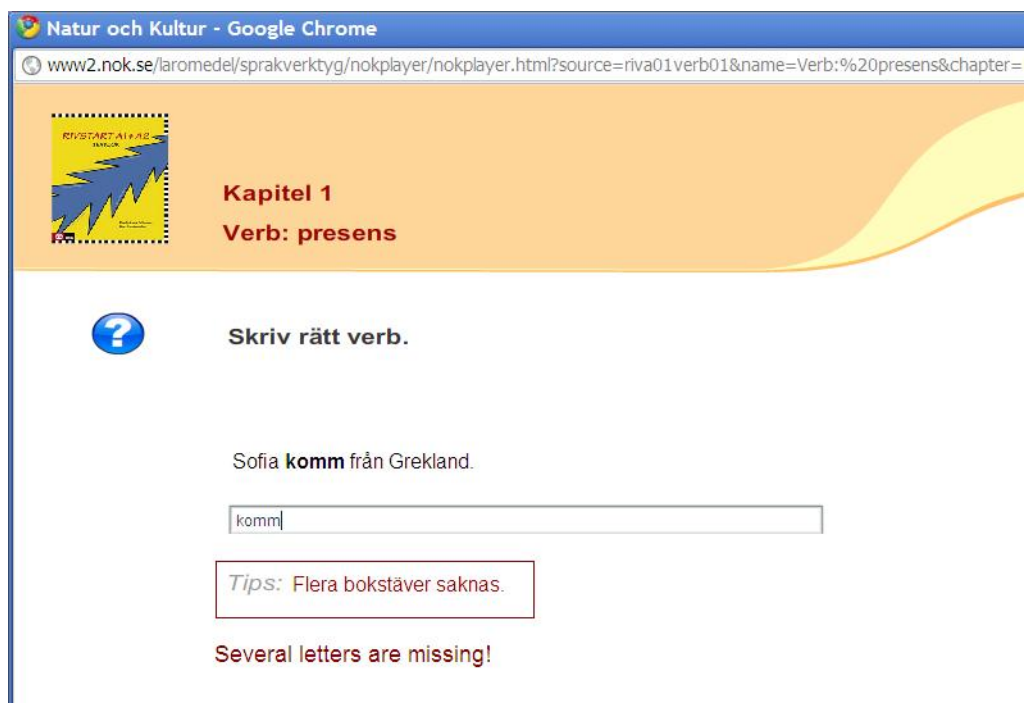 Natur och Kultur - Google Chrome
www2.nok.se/laromedel/sprakverktyg/nokplayer/nokplayer.html?source=riva01verb01&name=Verb:%20presens&chapter=
RIVSTART A1+A2
Kapitel 1
Verb: presens
Skriv rätt verb.
Sofia komm från Grekland.
komm
Tips: Flera bokstäver saknas.
Several letters are missing!